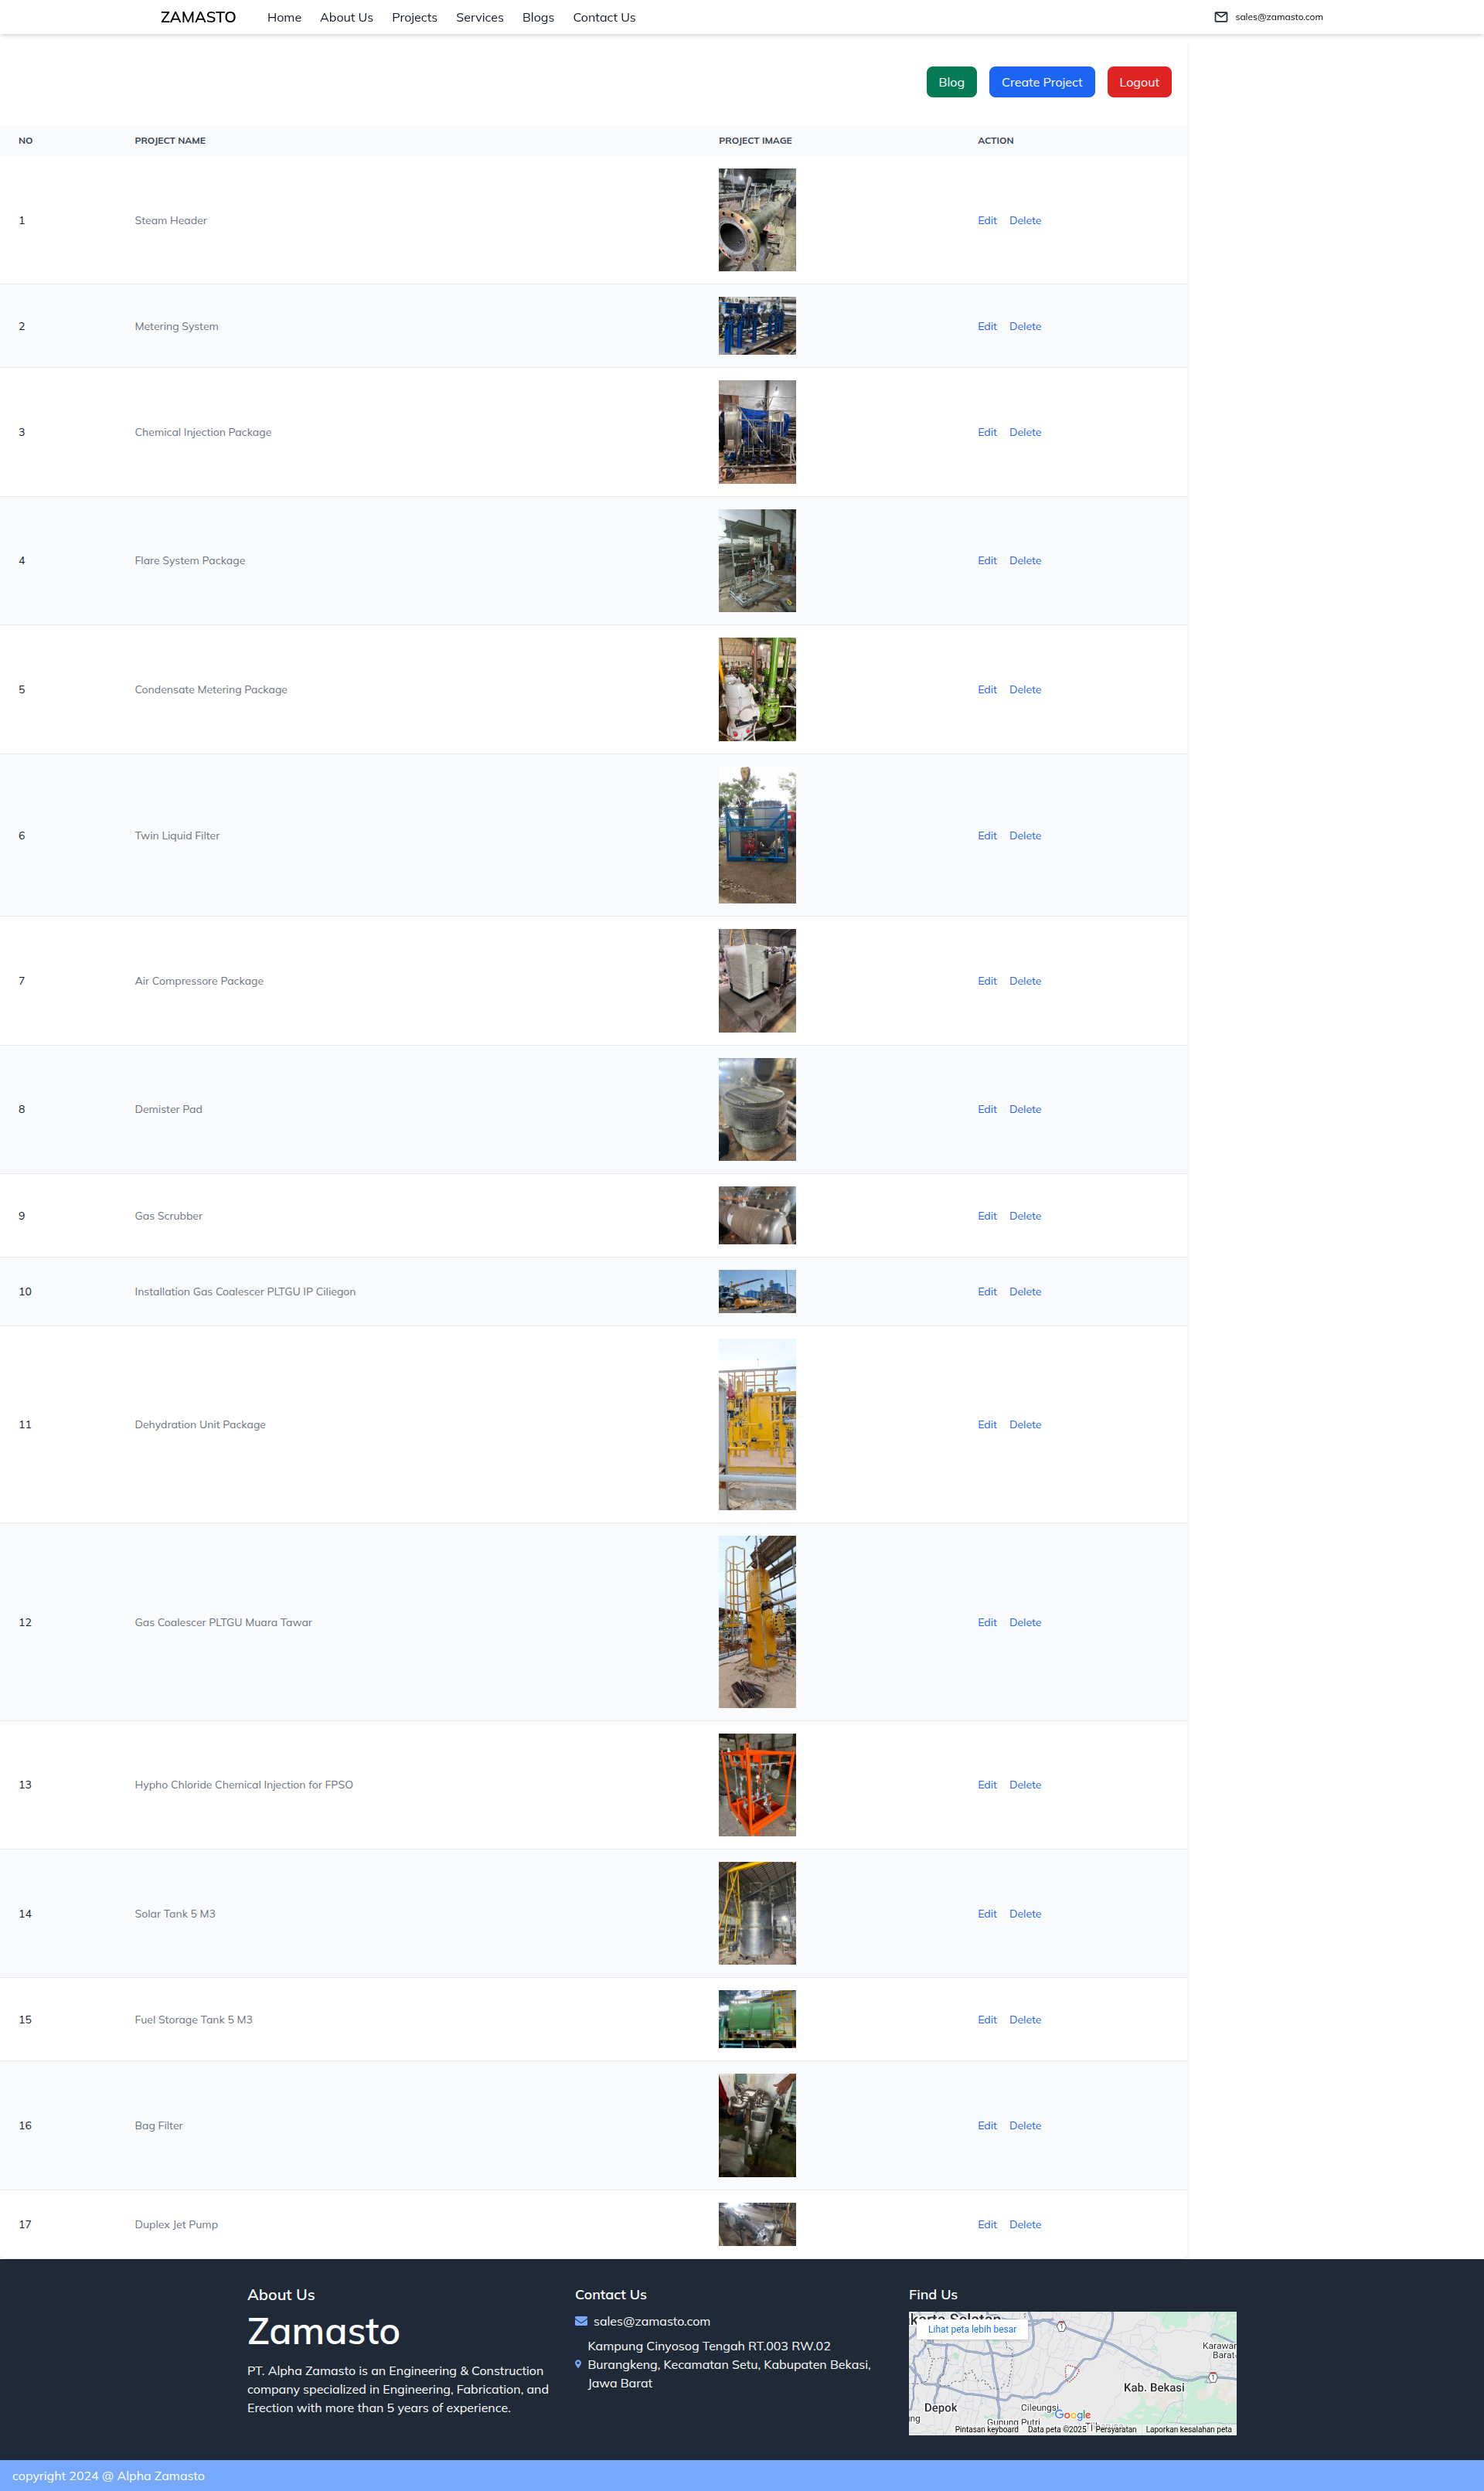 ZAMASTO Home About Us Projects Services Blogs Contact Us sales@zamasto.com
Blog Create Project Logout
NO PROJECT NAME PROJECT IMAGE ACTION
1 Steam Header Edit Delete
2 Metering System Edit Delete
3 Chemical Injection Package Edit Delete
4 Flare System Package Edit Delete
5 Condensate Metering Package Edit Delete
6 Twin Liquid Filter Edit Delete
7 Air Compressore Package Edit Delete
8 Demister Pad Edit Delete
9 Gas Scrubber Edit Delete
10 Installation Gas Coalescer PLTGU IP Ciliegon Edit Delete
11 Dehydration Unit Package Edit Delete
12 Gas Coalescer PLTGU Muara Tawar Edit Delete
13 Hypho Chloride Chemical Injection for FPSO Edit Delete
14 Solar Tank 5 M3 Edit Delete
15 Fuel Storage Tank 5 M3 Edit Delete
16 Bag Filter Edit Delete
17 Duplex Jet Pump Edit Delete
About Us
Zamasto
PT. Alpha Zamasto is an Engineering & Construction
company specialized in Engineering, Fabrication, and
Erection with more than 5 years of experience.
Contact Us
sales@zamasto.com
Kampung Cinyosog Tengah RT.003 RW.02
Burangkeng, Kecamatan Setu, Kabupaten Bekasi,
Jawa Barat
Find Us
Lihat peta lebih besar
Karawang
Barat
Kab. Bekasi
Depok
Cileungsi
Google
Gunung Putri
Pintasan keyboard Data peta ©2025 Persyaratan Laporkan kesalahan peta
copyright 2024 @ Alpha Zamasto